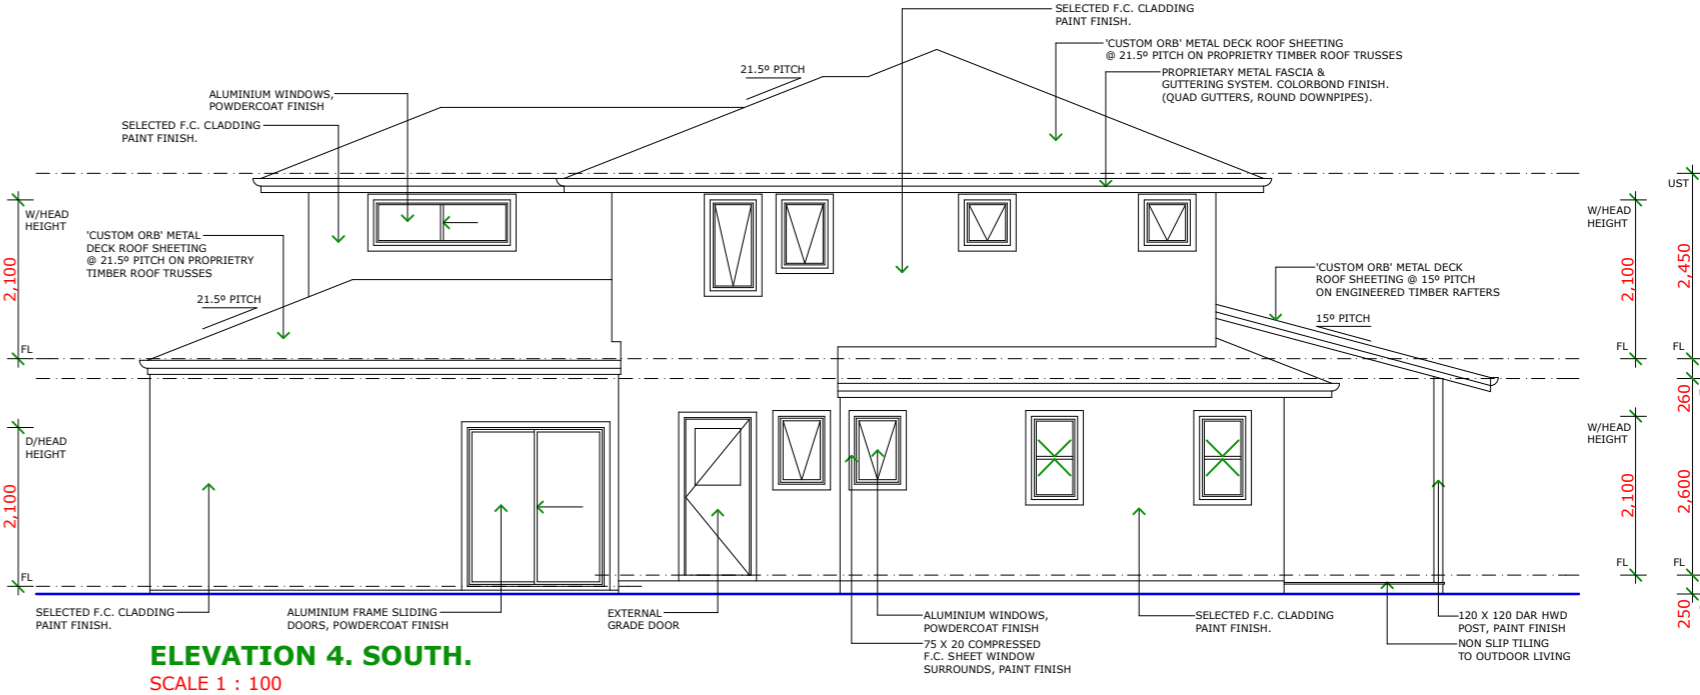 SELECTED F.C. CLADDING
PAINT FINISH.
'CUSTOM ORB' METAL DECK ROOF SHEETING
@ 21.5º PITCH ON PROPRIETRY TIMBER ROOF TRUSSES
21.5º PITCH
PROPRIETARY METAL FASCIA &
GUTTERING SYSTEM. COLORBOND FINISH.
(QUAD GUTTERS, ROUND DOWNPIPES).
ALUMINIUM WINDOWS,
POWDERCOAT FINISH
SELECTED F.C. CLADDING
PAINT FINISH.
UST
W/HEAD
HEIGHT
W/HEAD
HEIGHT
'CUSTOM ORB' METAL
DECK ROOF SHEETING
@ 21.5º PITCH ON PROPRIETRY
TIMBER ROOF TRUSSES
2,100
2,100
2,450
'CUSTOM ORB' METAL DECK
ROOF SHEETING @ 15º PITCH
ON ENGINEERED TIMBER RAFTERS
21.5º PITCH
15º PITCH
FL
FL
FL
260
D/HEAD
HEIGHT
W/HEAD
HEIGHT
2,100
2,100
2,600
FL
FL
FL
250
SELECTED F.C. CLADDING
PAINT FINISH.
ALUMINIUM FRAME SLIDING
DOORS, POWDERCOAT FINISH
EXTERNAL
GRADE DOOR
ALUMINIUM WINDOWS,
POWDERCOAT FINISH
75 X 20 COMPRESSED
F.C. SHEET WINDOW
SURROUNDS, PAINT FINISH
SELECTED F.C. CLADDING
PAINT FINISH.
120 X 120 DAR HWD
POST, PAINT FINISH
NON SLIP TILING
TO OUTDOOR LIVING
ELEVATION 4. SOUTH.
SCALE 1 : 100